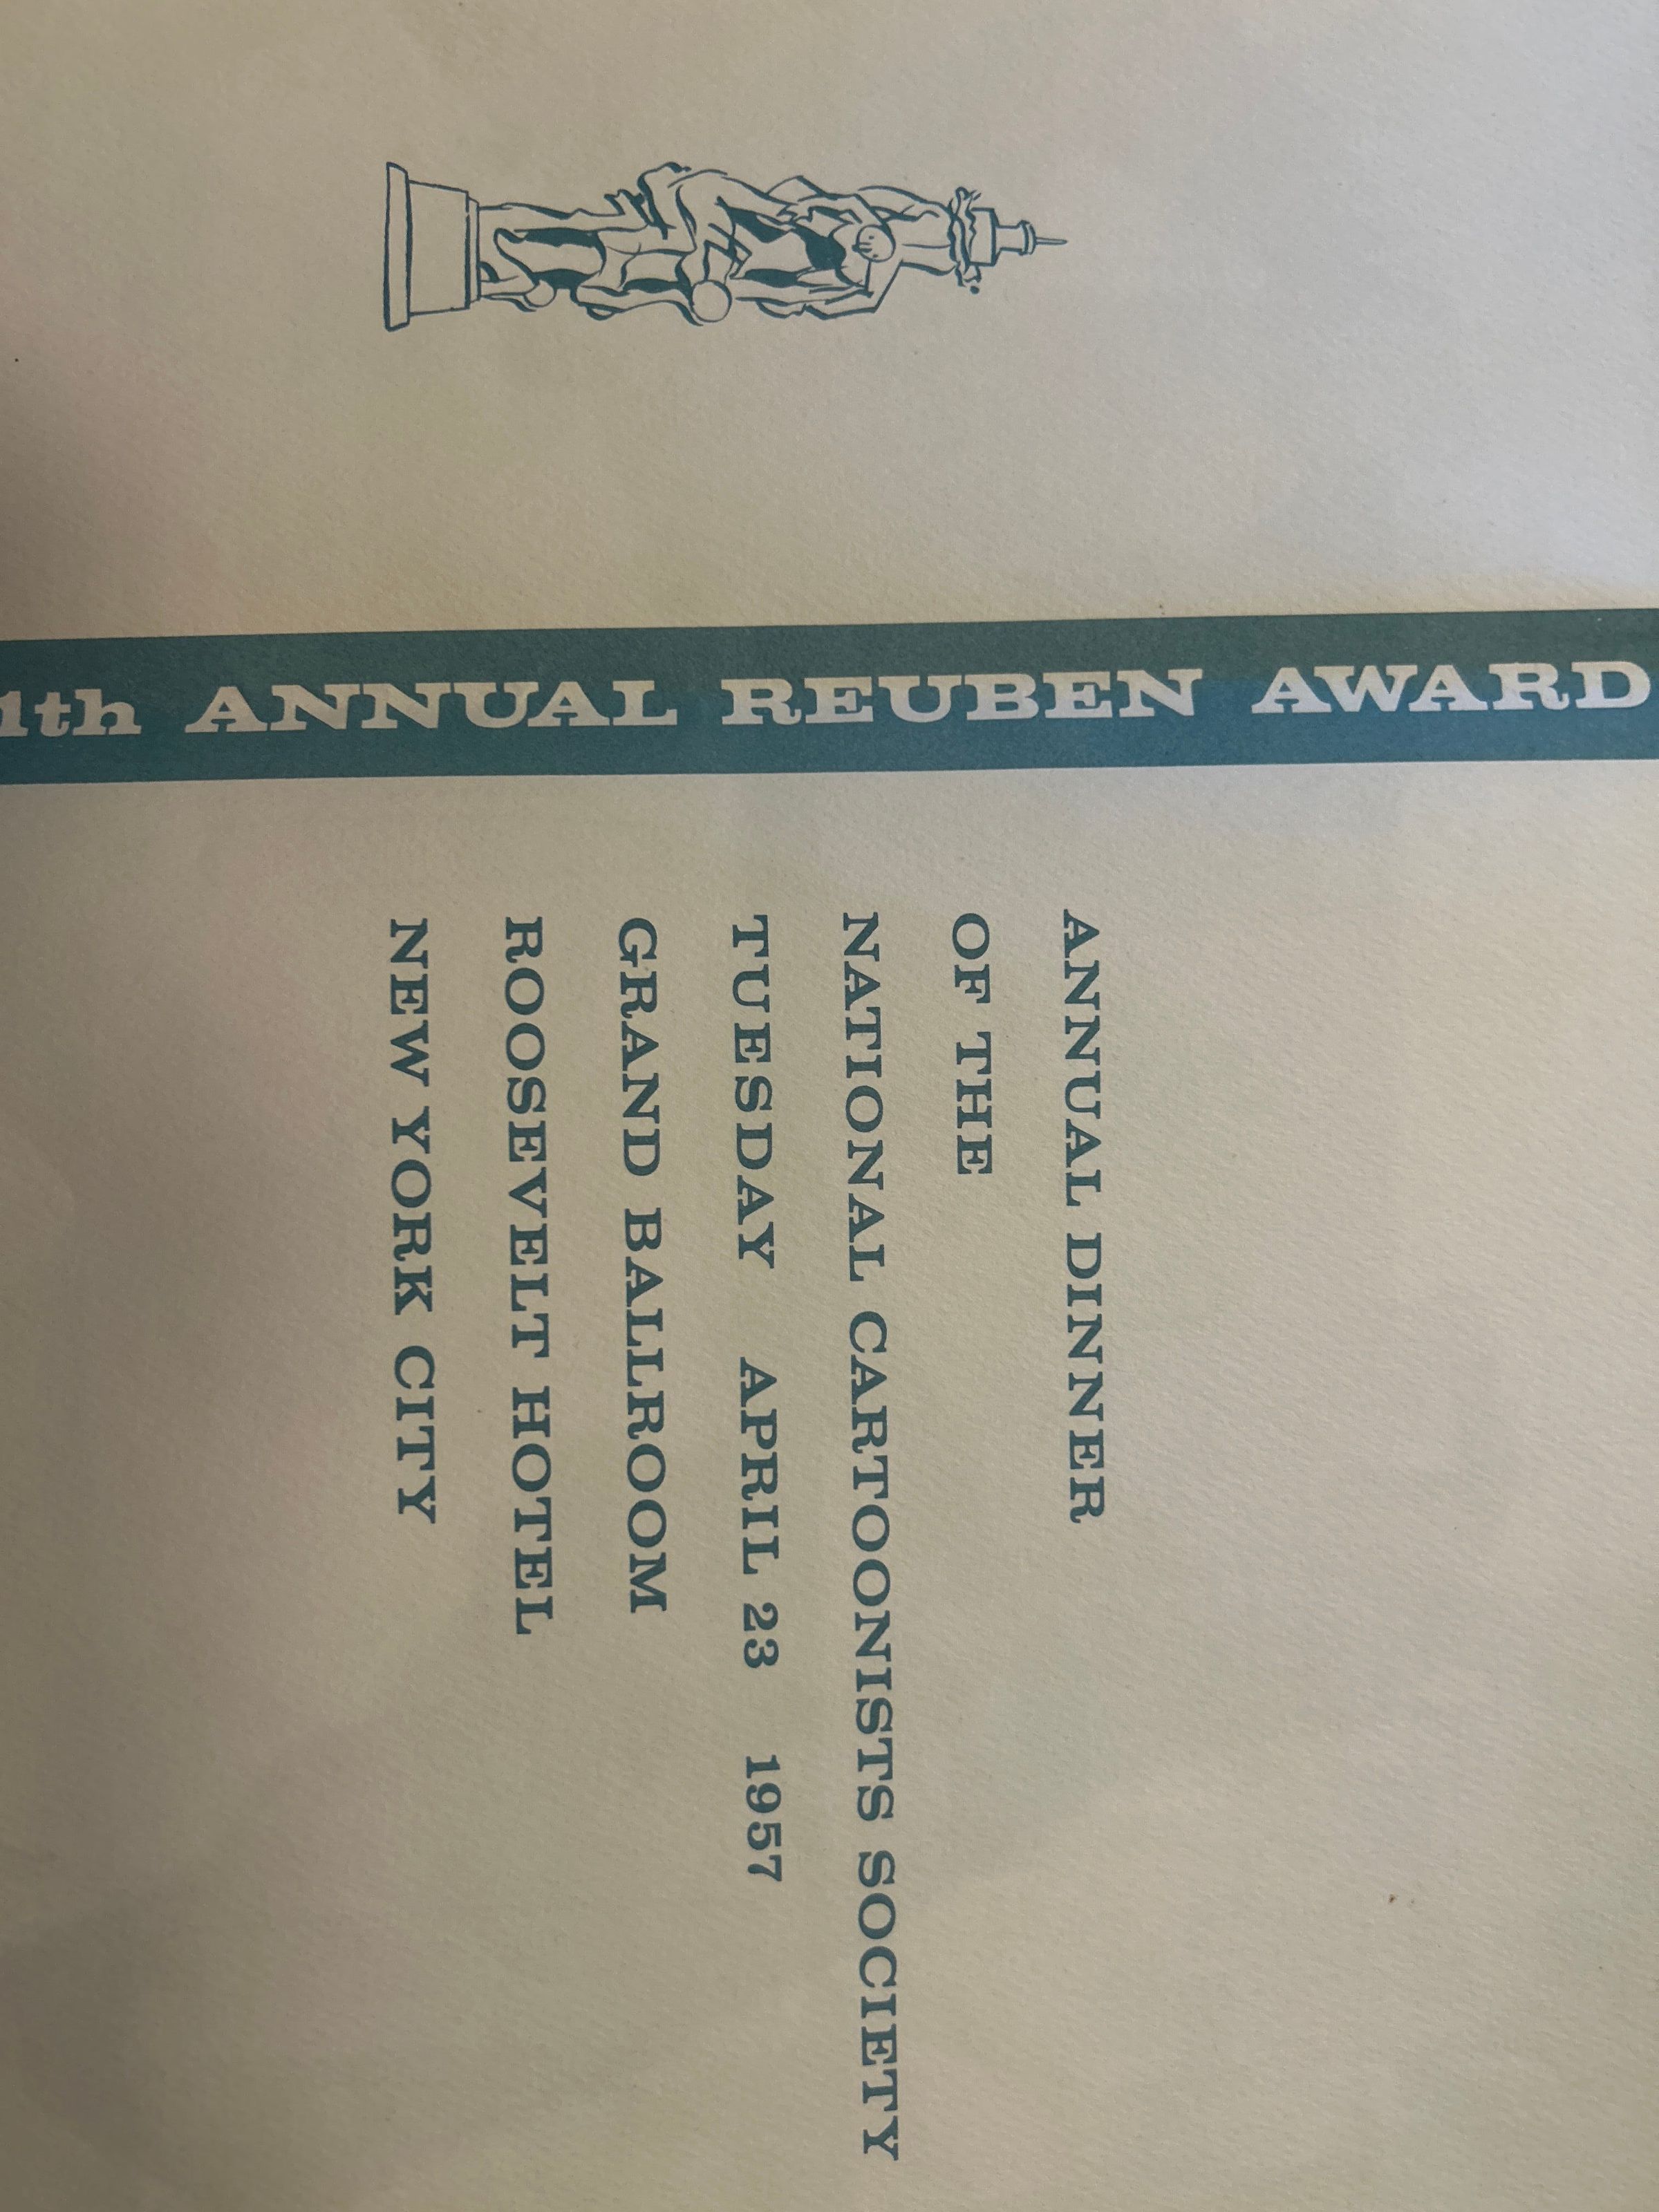 1th ANNUAL REUBEN AWARD
ANNUAL DINNER
OF THE
NATIONAL CARTOONISTS SOCIETY
TUESDAY APRIL 23 1957
GRAND BALLROOM
ROOSEVELT HOTEL
NEW YORK CITY